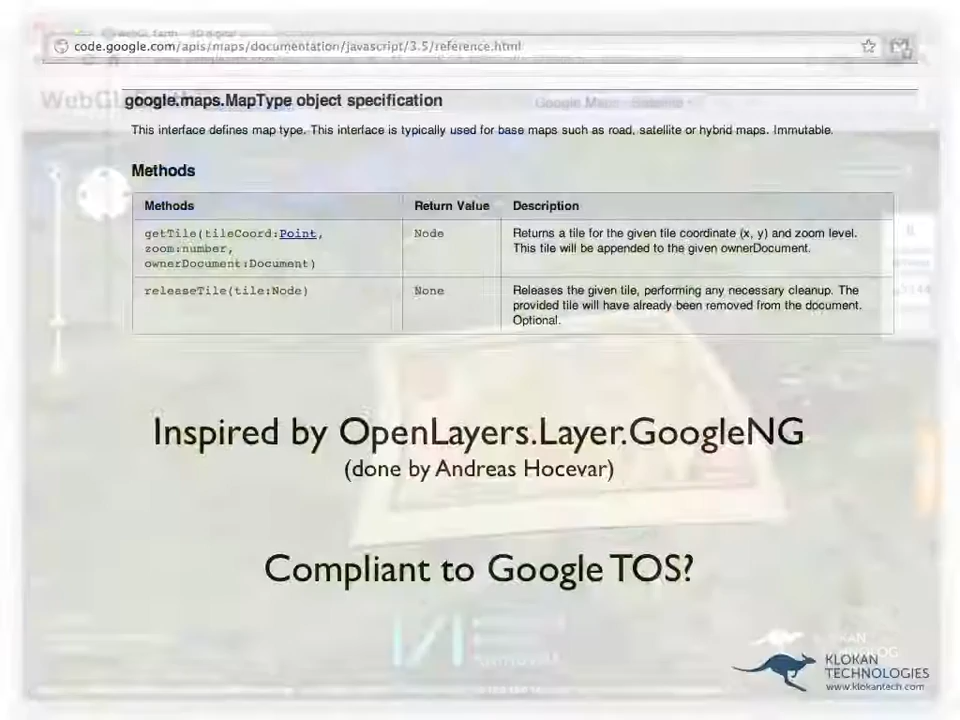 code.google.com/apis/maps/documentation/javascript/3.5/reference.html
WebGL
google.maps.MapType object specification
This interface defines map type. This interface is typically used for base maps such as road, satellite or hybrid maps. Immutable.
Methods
Methods Return Value Description
getTile(tileCoord:Point, Node Returns a tile for the given tile coordinate (x, y) and zoom level.
zoom:number, This tile will be appended to the given ownerDocument.
ownerDocument:Document)
releaseTile(tile:Node) None Releases the given tile, performing any necessary cleanup. The
provided tile will have already been removed from the document.
Optional.
Inspired by OpenLayers.Layer.GoogleNG
(done by Andreas Hocevar)
Compliant to Google TOS?
KLOKAN
TECHNOLOGIES
www.klokantech.com